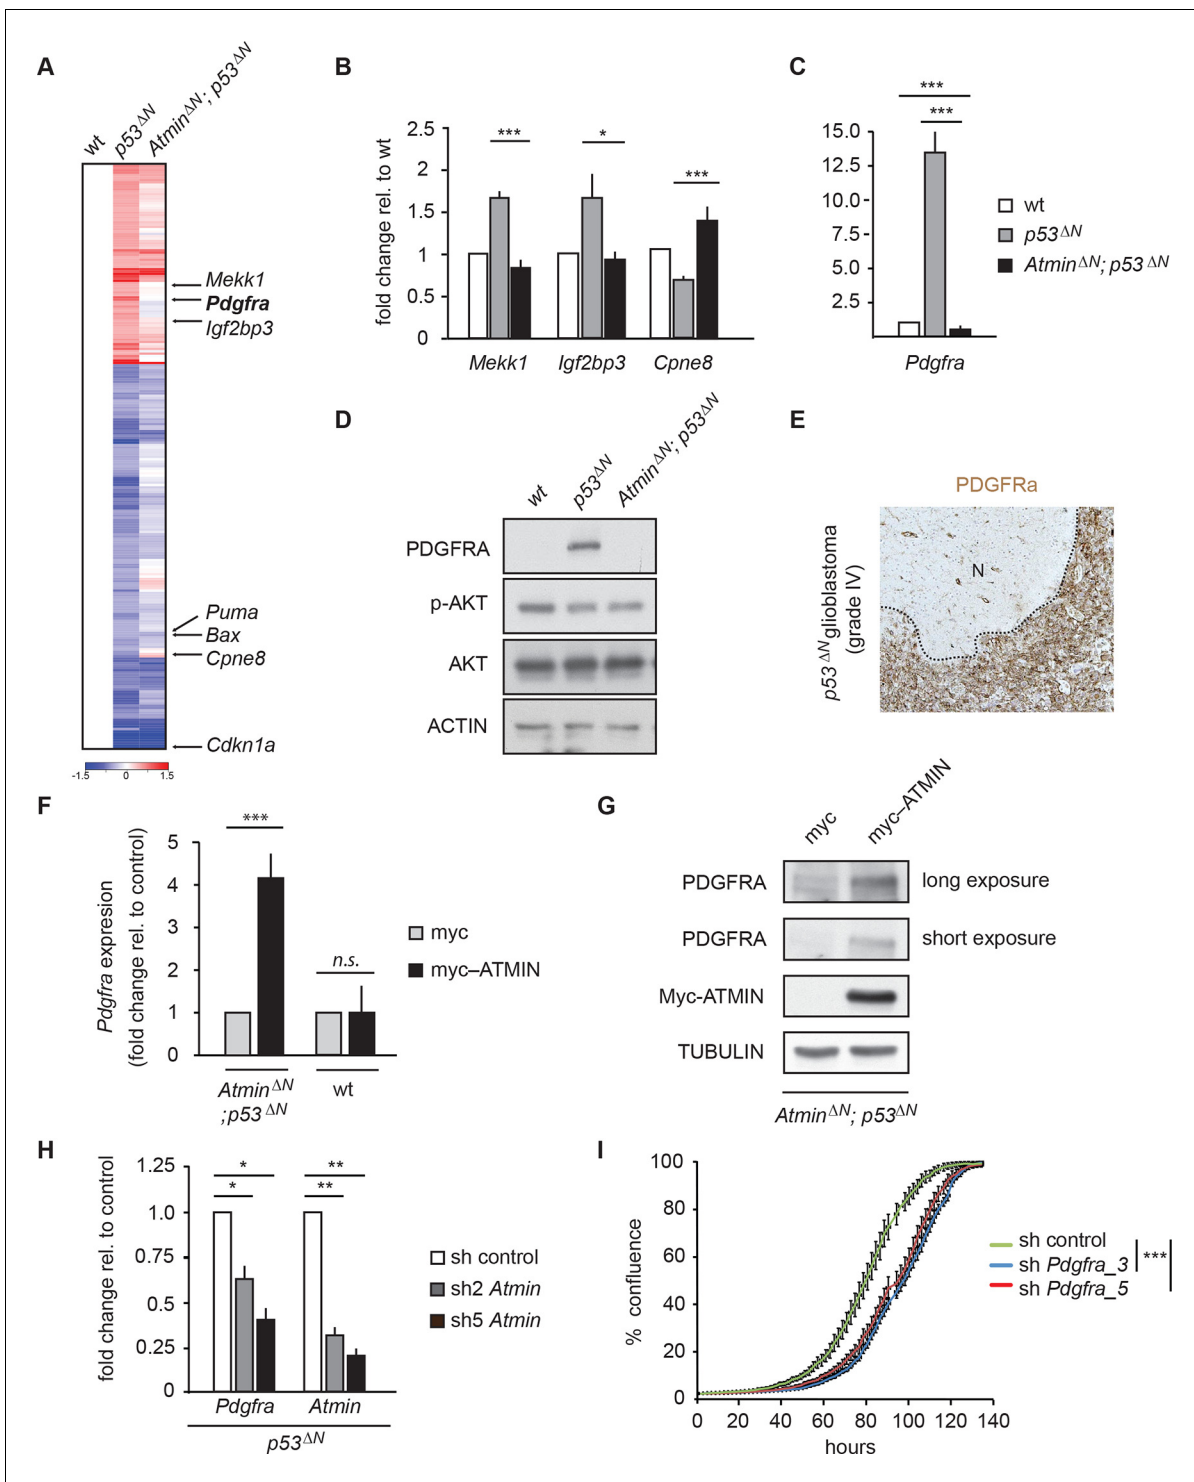 A
wt
p53ΔN
AtminΔN; p53ΔN
Mekk1
Pdgfra
Igf2bp3
Puma
Bax
Cpne8
Cdkn1a
-1.5 0 1.5
B
fold change rel. to wt
2.5
2
1.5
1
0.5
0
***
*
***
Mekk1 Igf2bp3 Cpne8
C
***
***
15.0
12.5
10.0
7.5
5.0
2.5
Pdgfra
wt
p53ΔN
AtminΔN; p53ΔN
D
wt
p53ΔN
AtminΔN; p53ΔN
PDGFRA
p-AKT
AKT
ACTIN
E
PDGFRa
p53ΔN glioblastoma
(grade IV)
N
F
Pdgfra expresion
(fold change rel. to control)
5
4
3
2
1
0
***
n.s.
myc
myc–ATMIN
AtminΔN
;p53ΔN
wt
G
myc
myc–ATMIN
PDGFRA long exposure
PDGFRA short exposure
Myc-ATMIN
TUBULIN
AtminΔN; p53ΔN
H
fold change rel. to control
1.25
1.0
0.75
0.5
0.25
0
*
*
**
**
sh control
sh2 Atmin
sh5 Atmin
Pdgfra Atmin
p53ΔN
I
% confluence
100
80
60
40
20
0
0 20 40 60 80 100 120 140
hours
sh control
sh Pdgfra_3
sh Pdgfra_5
***